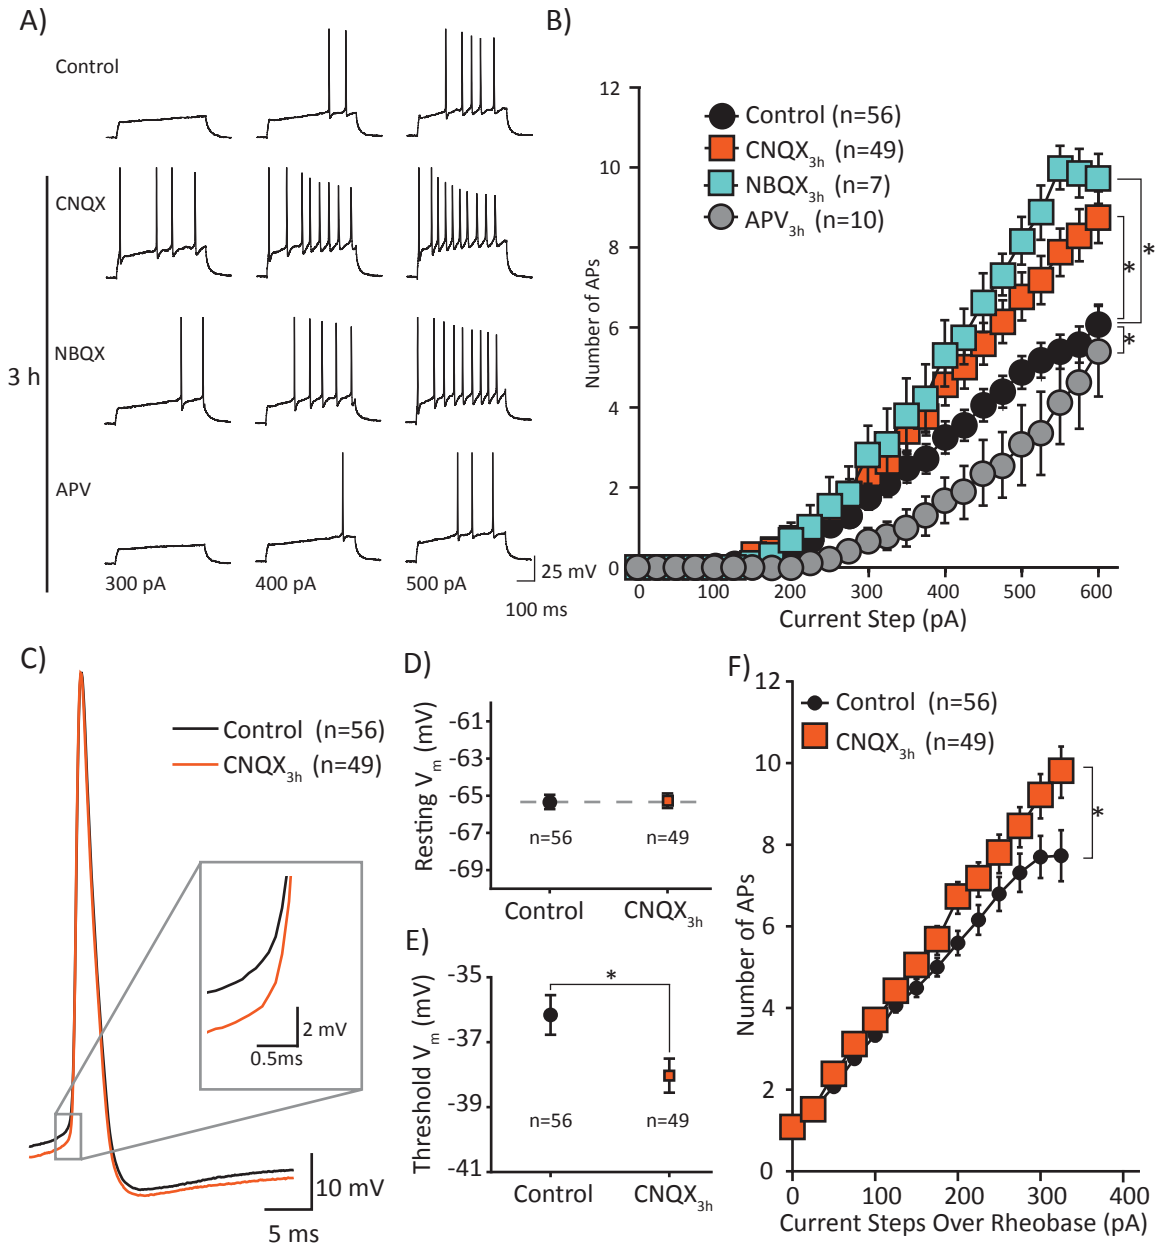 A)
Control
CNQX
NBQX
APV
3 h
300 pA
400 pA
500 pA
25 mV
100 ms
B)
Number of APs
12
10
8
6
4
2
0
Control (n=56)
CNQX3h (n=49)
NBQX3h (n=7)
APV3h (n=10)
*
*
*
0 100 200 300 400 500 600
Current Step (pA)
C)
Control (n=56)
CNQX3h (n=49)
2 mV
0.5ms
10 mV
5 ms
D)
Resting Vm (mV)
-61
-63
-65
-67
-69
n=56
n=49
Control
CNQX3h
E)
Threshold Vm (mV)
-35
-37
-39
-41
*
n=56
n=49
Control
CNQX3h
F)
Number of APs
12
10
8
6
4
2
0
Control (n=56)
CNQX3h (n=49)
*
0 100 200 300 400
Current Steps Over Rheobase (pA)